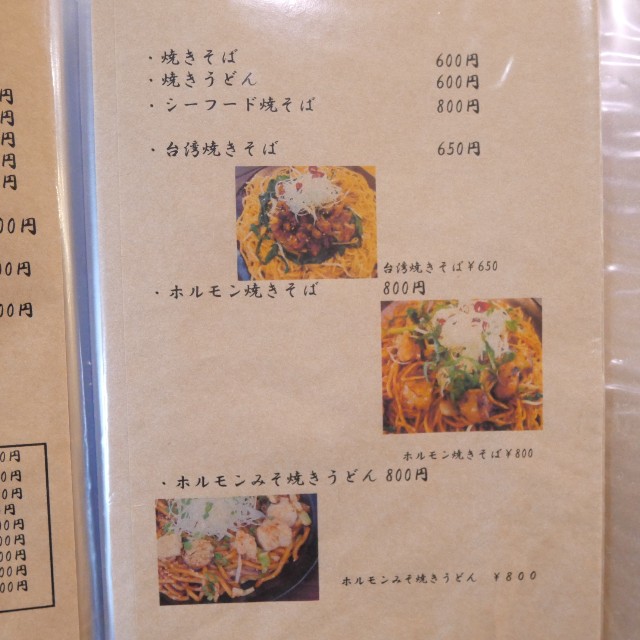 ・焼きそば 600円
・焼きうどん 600円
・シーフード焼そば 800円
・台湾焼きそば 650円
台湾焼きそば￥650
・ホルモン焼きそば 800円
ホルモン焼きそば￥800
・ホルモンみそ焼きうどん 800円
ホルモンみそ焼きうどん ￥800